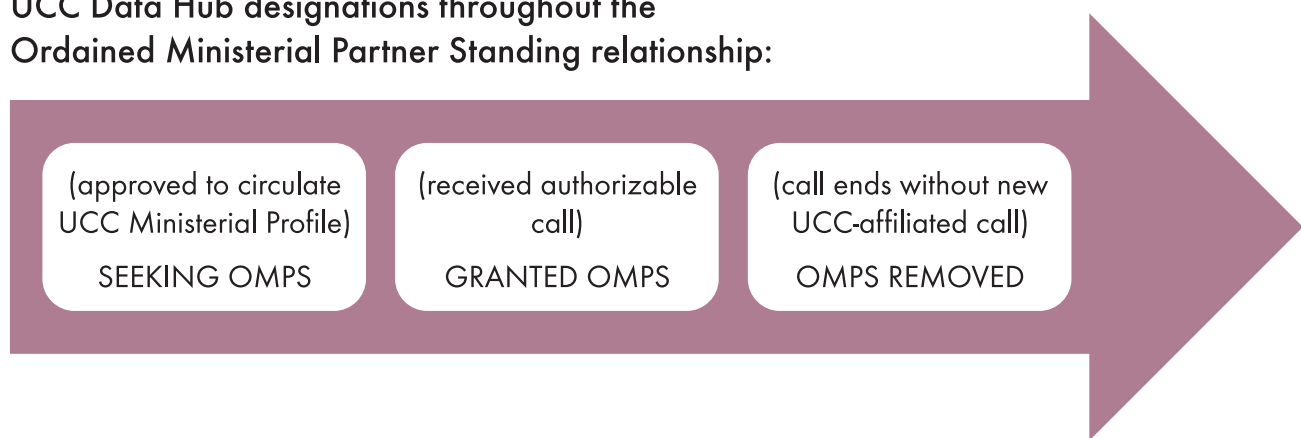 UCC Data Hub designations throughout the
Ordained Ministerial Partner Standing relationship:
(approved to circulate
UCC Ministerial Profile)
SEEKING OMPS
(received authorizable
call)
GRANTED OMPS
(call ends without new
UCC-affiliated call)
OMPS REMOVED